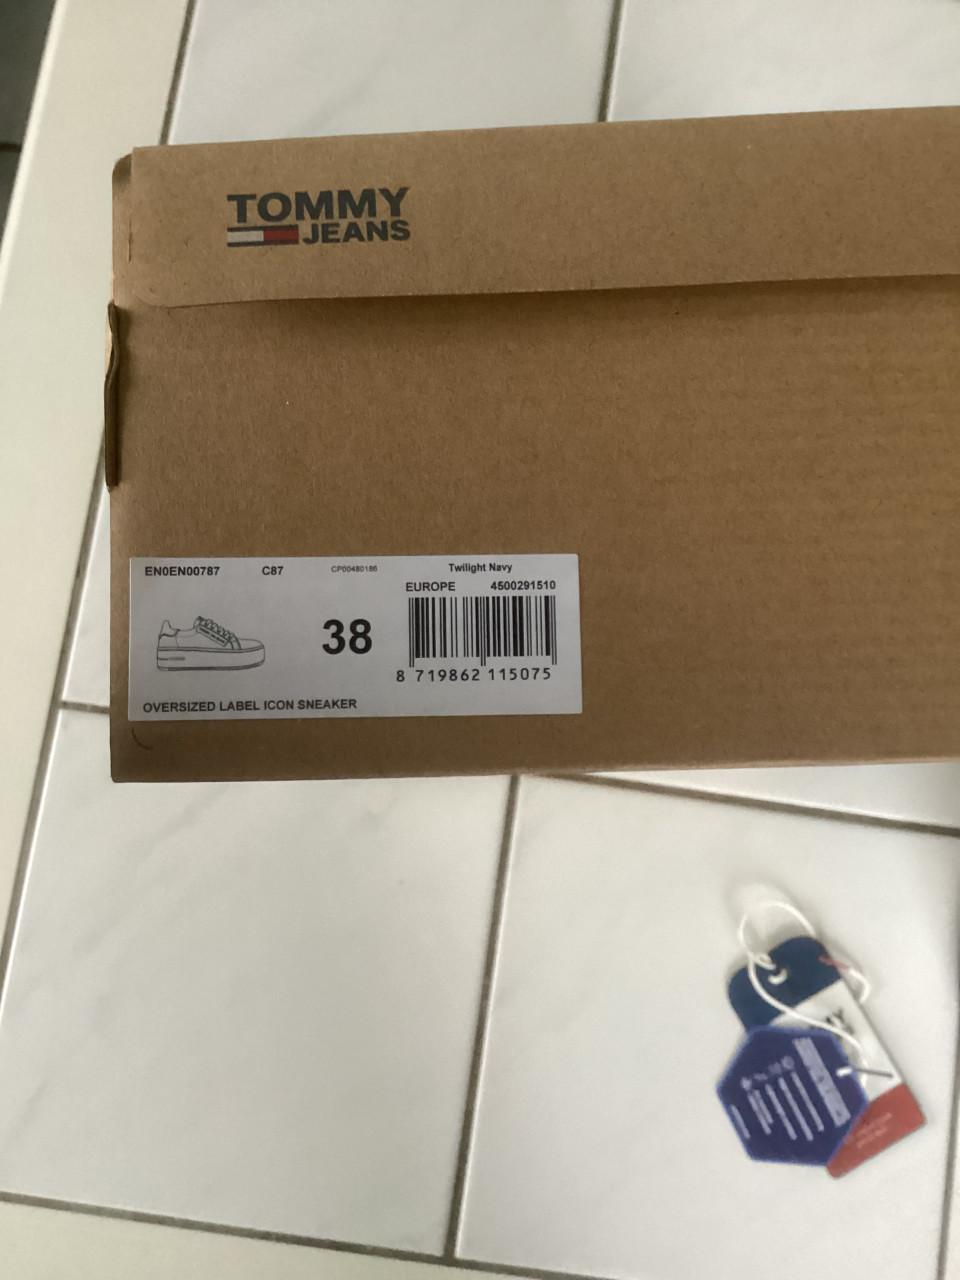 TOMMY
JEANS
EN0EN00787 C87 CP00480186 Twilight Navy
EUROPE 4500291510
38
8 719862 115075
OVERSIZED LABEL ICON SNEAKER